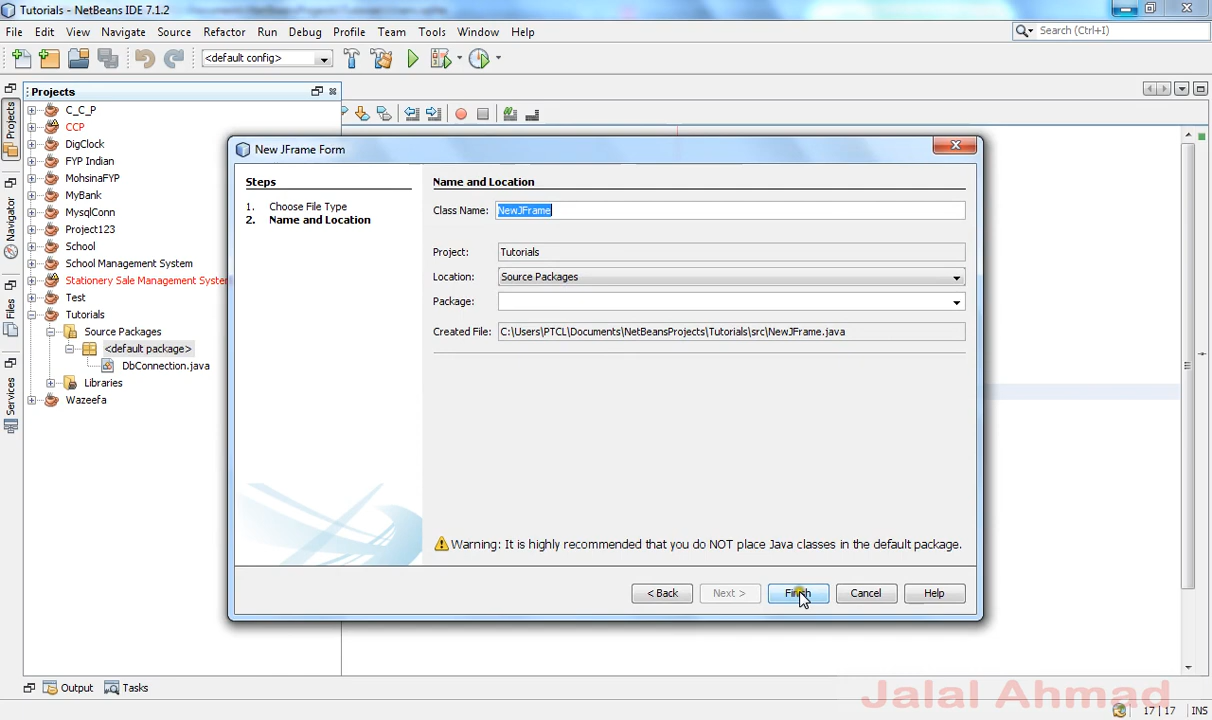 Tutorials - NetBeans IDE 7.1.2
File Edit View Navigate Source Refactor Run Debug Profile Team Tools Window Help
Search (Ctrl+I)
<default config>
Projects
Projects
Navigator
Files
Services
C_C_P
CCP
DigClock
FYP Indian
MohsinaFYP
MyBank
MysqlConn
Project123
School
School Management System
Stationery Sale Management Syster
Test
Tutorials
Source Packages
<default package>
DbConnection.java
Libraries
Wazeefa
New JFrame Form
Steps
1. Choose File Type
2. Name and Location
Name and Location
Class Name: NewJFrame
Project: Tutorials
Location: Source Packages
Package:
Created File: C:\Users\PTCL\Documents\NetBeansProjects\Tutorials\src\NewJFrame.java
Warning: It is highly recommended that you do NOT place Java classes in the default package.
< Back Next > Finish Cancel Help
Output Tasks
Jalal Ahmad
17 | 17 INS